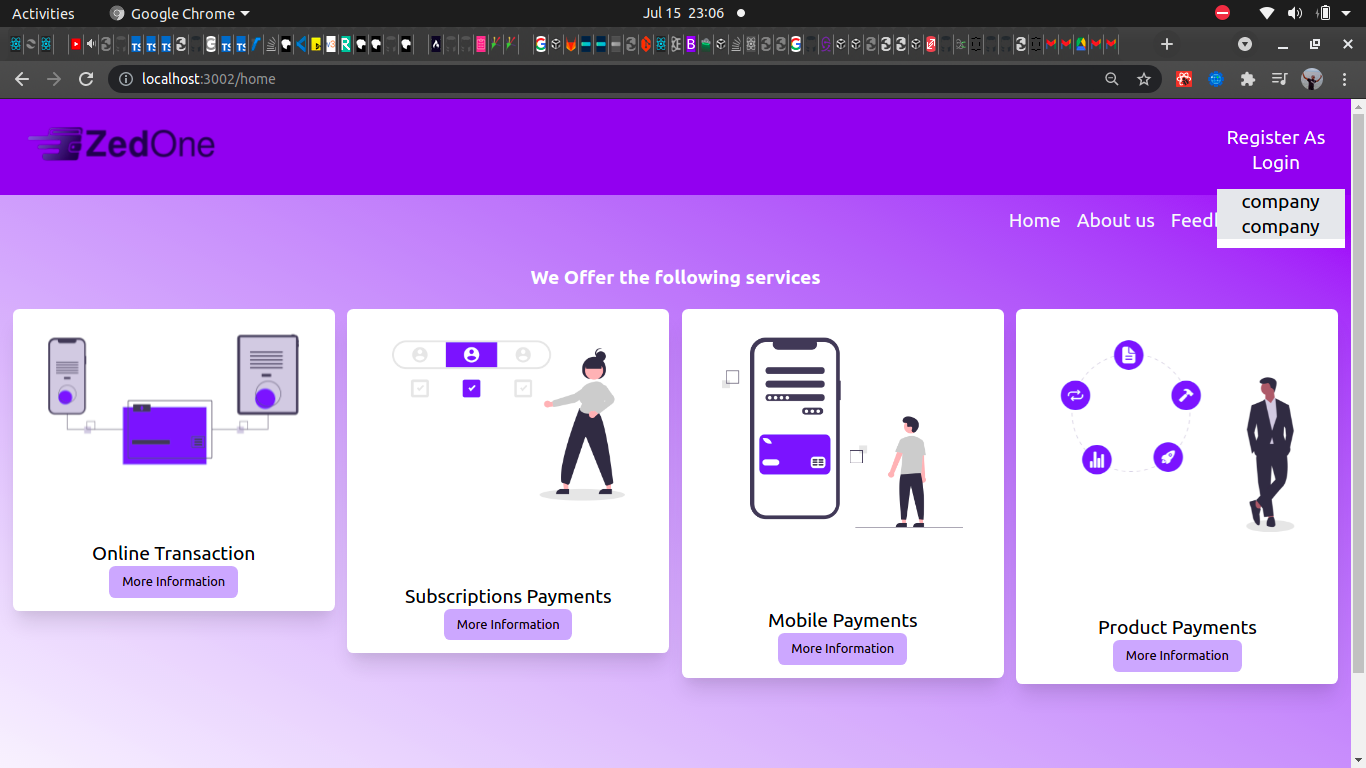 Activities
Google Chrome
Jul 15 23:06
localhost:3002/home
ZedOne
Register As
Login
company
company
Home
About us
We Offer the following services
Online Transaction
More Information
Subscriptions Payments
More Information
Mobile Payments
More Information
Product Payments
More Information